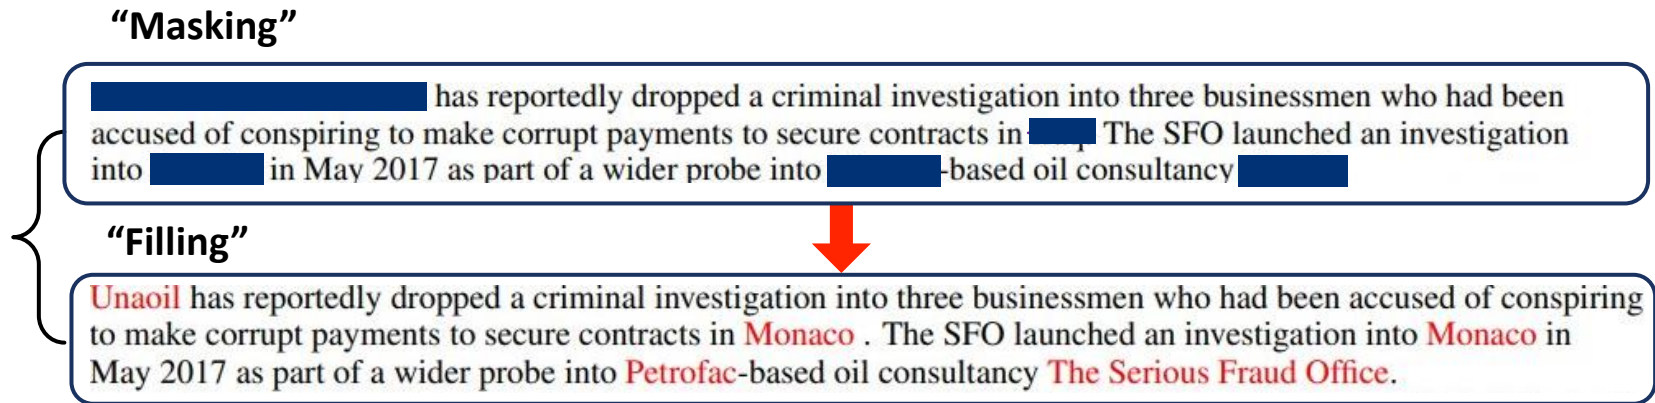 “Masking”
has reportedly dropped a criminal investigation into three businessmen who had been
accused of conspiring to make corrupt payments to secure contracts in The SFO launched an investigation
into in May 2017 as part of a wider probe into -based oil consultancy
“Filling”
Unaoil has reportedly dropped a criminal investigation into three businessmen who had been accused of conspiring
to make corrupt payments to secure contracts in Monaco . The SFO launched an investigation into Monaco in
May 2017 as part of a wider probe into Petrofac-based oil consultancy The Serious Fraud Office.